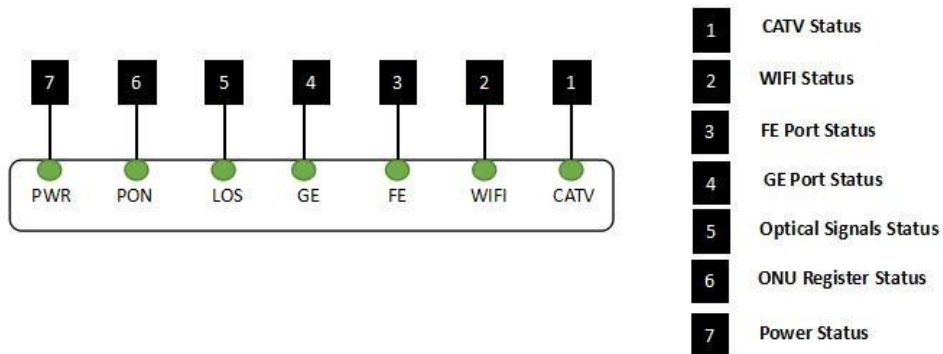 7 6 5 4 3 2 1
PWR PON LOS GE FE WIFI CATV
1 CATV Status
2 WIFI Status
3 FE Port Status
4 GE Port Status
5 Optical Signals Status
6 ONU Register Status
7 Power Status